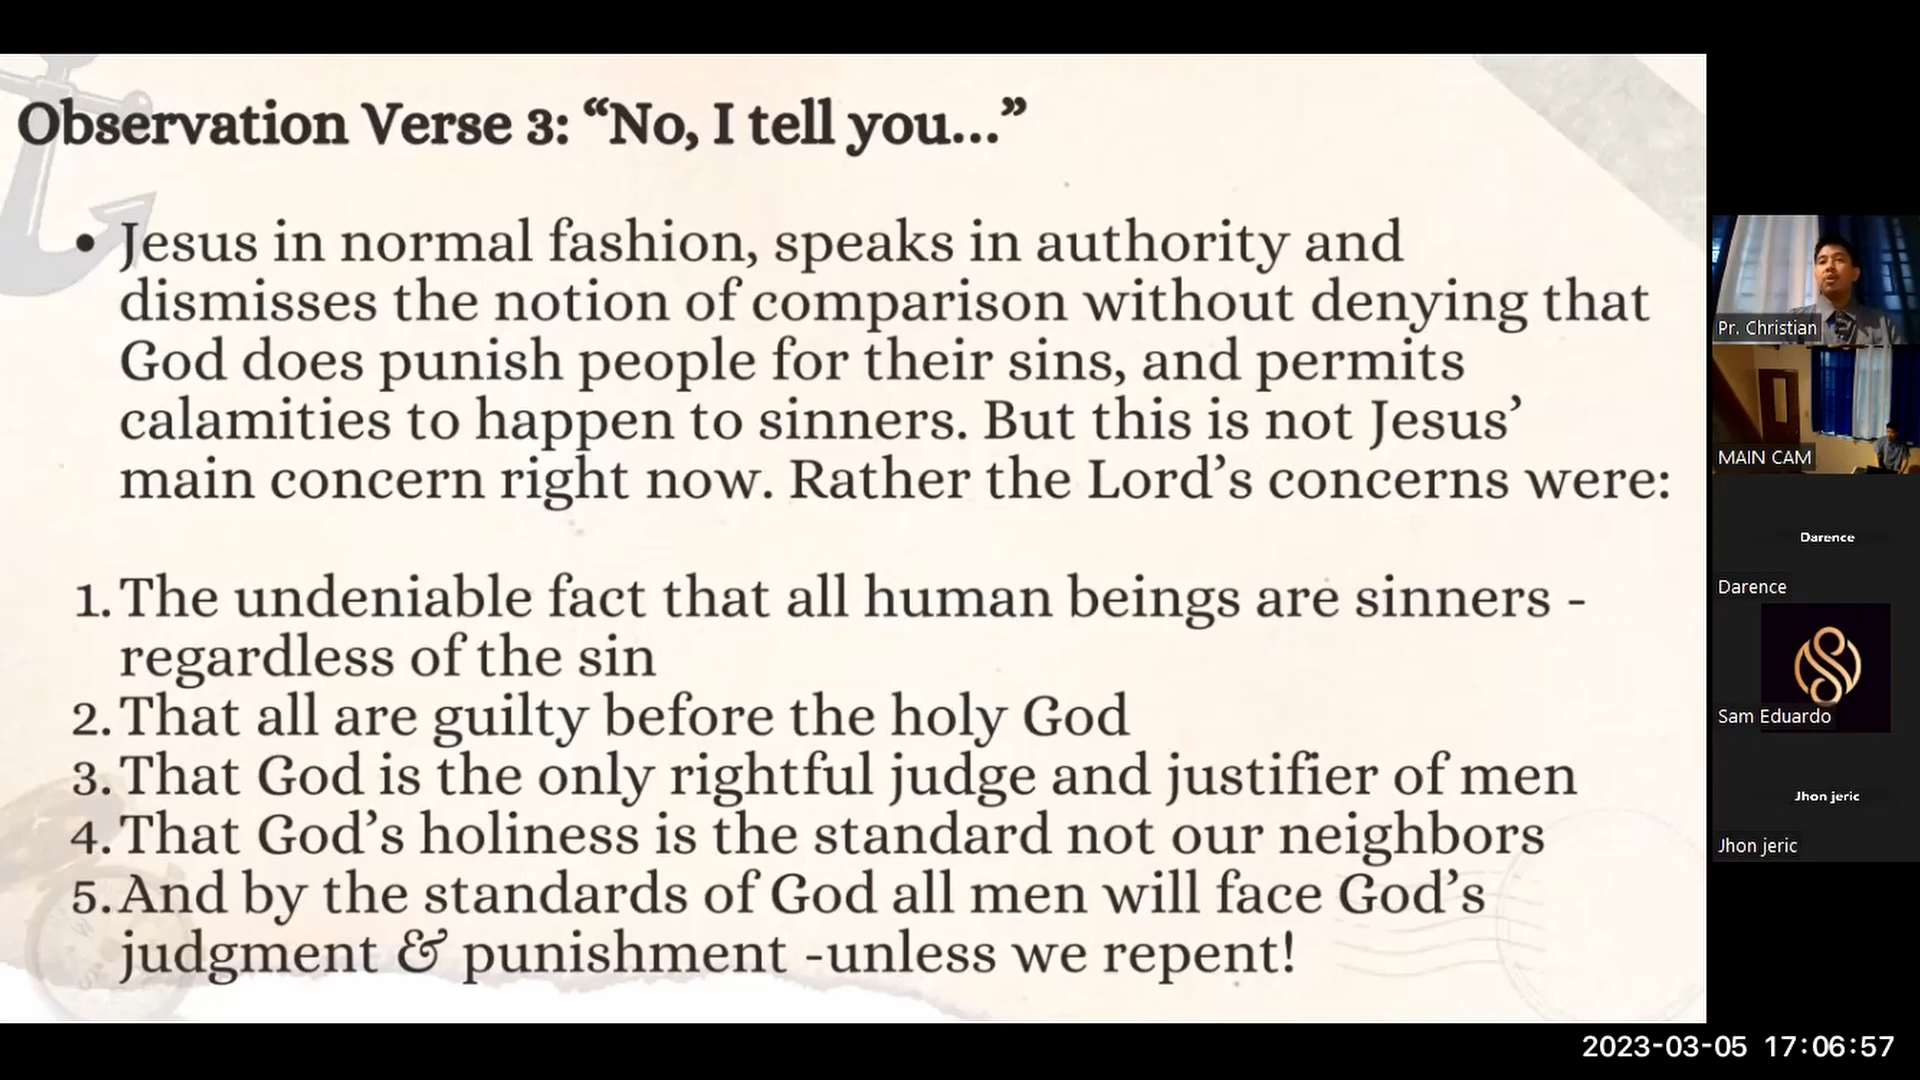 Observation Verse 3: “No, I tell you...”
• Jesus in normal fashion, speaks in authority and
dismisses the notion of comparison without denying that
God does punish people for their sins, and permits
calamities to happen to sinners. But this is not Jesus’
main concern right now. Rather the Lord’s concerns were:
1. The undeniable fact that all human beings are sinners -
regardless of the sin
2. That all are guilty before the holy God
3. That God is the only rightful judge and justifier of men
4. That God’s holiness is the standard not our neighbors
5. And by the standards of God all men will face God’s
judgment & punishment -unless we repent!
Pr. Christian
MAIN CAM
Darence
Darence
Sam Eduardo
Jhon jeric
Jhon jeric
2023-03-05 17:06:57